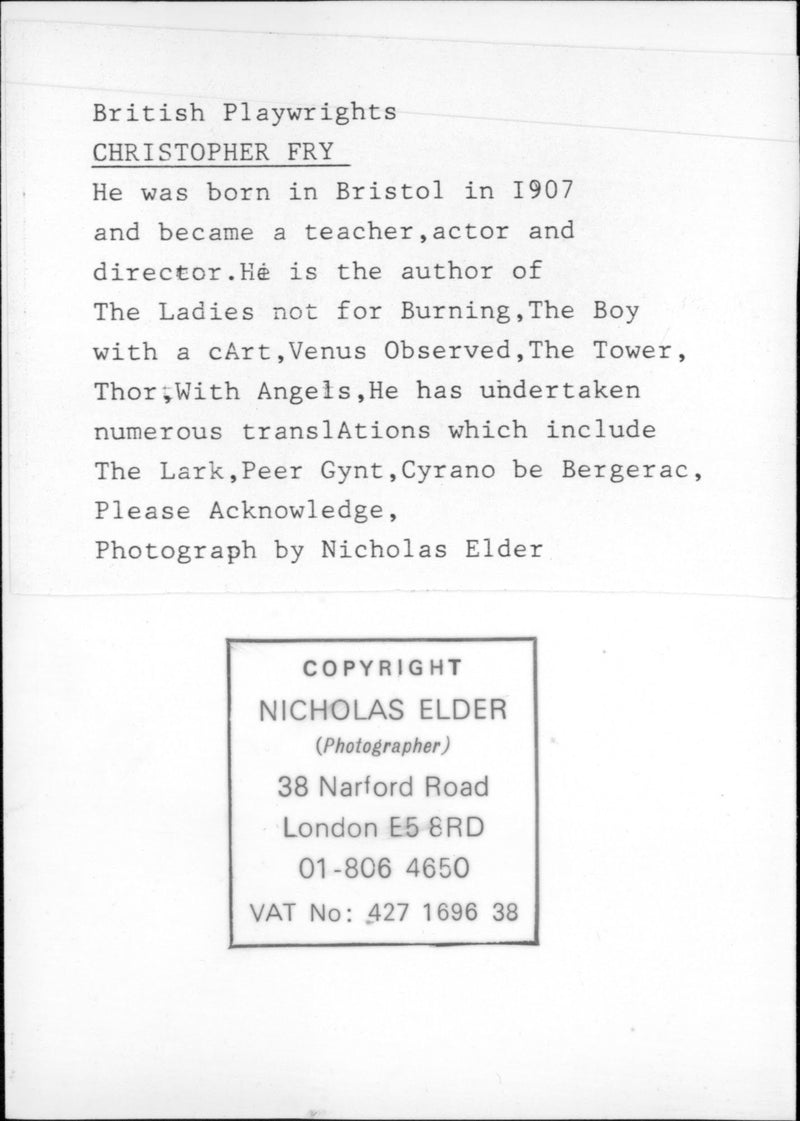 British Playwrights
CHRISTOPHER FRY
He was born in Bristol in I907
and became a teacher,actor and
director.He is the author of
The Ladies not for Burning,The Boy
with a cArt,Venus Observed,The Tower,
Thor,With Angels,He has undertaken
numerous translAtions which include
The Lark,Peer Gynt,Cyrano be Bergerac,
Please Acknowledge,
Photograph by Nicholas Elder
COPYRIGHT
NICHOLAS ELDER
(Photographer)
38 Narford Road
London E5 8RD
01-806 4650
VAT No: 427 1696 38